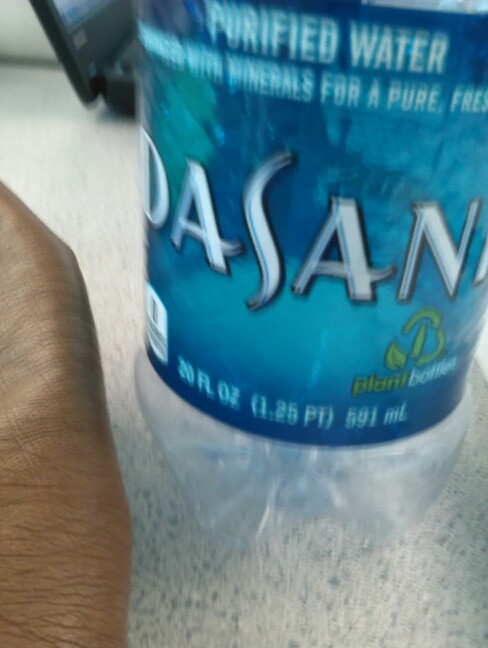 PURIFIED WATER
WITH MINERALS FOR A PURE, FRES
DASANI
plantbottle
20 FL OZ (1.25 PT) 591 mL